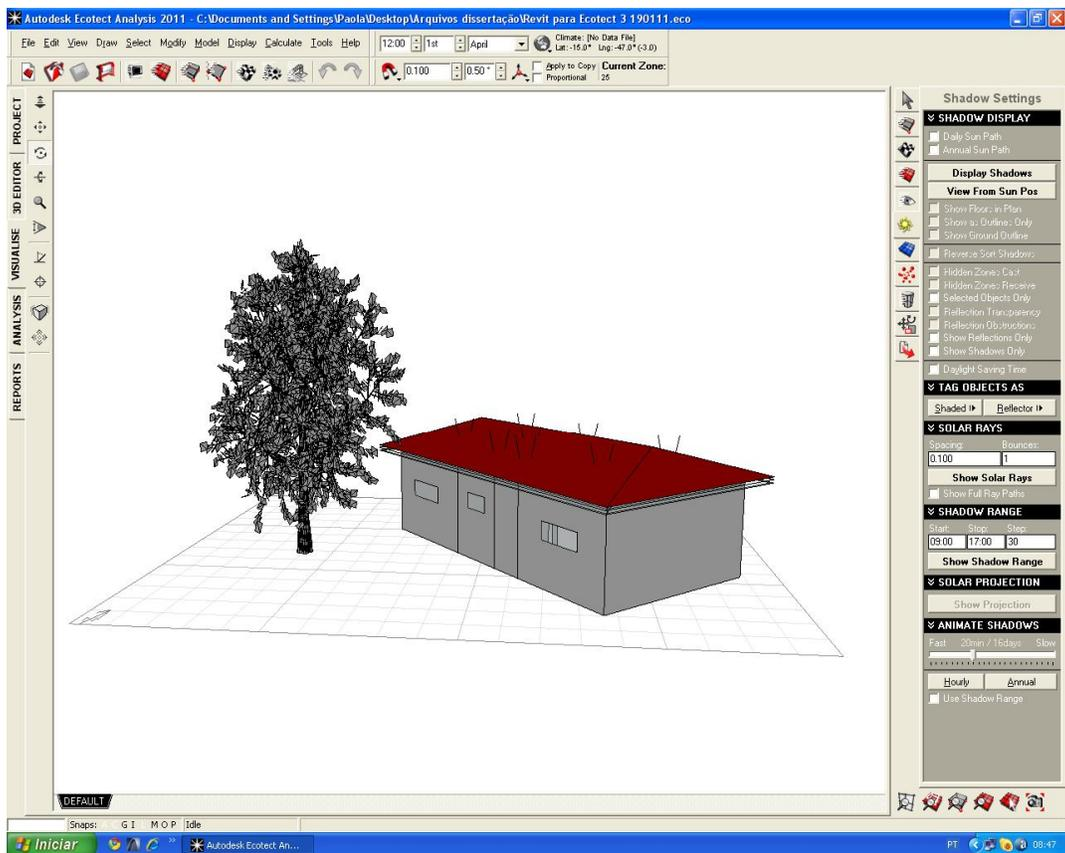 Autodesk Ecotect Analysis 2011 - C:\Documents and Settings\Paola\Desktop\Arquivos dissertação\Revit para Ecotect 3 190111.eco
File Edit View Draw Select Modify Model Display Calculate Tools Help
12:00 1st April
Climate: [No Data File]
Lat: -15.0° Lng: -47.0° (-3.0)
0.100 0.50°
Apply to Copy
Proportional
Current Zone:
25
PROJECT
3D EDITOR
VISUALISE
ANALYSIS
REPORTS
Shadow Settings
SHADOW DISPLAY
Daily Sun Path
Annual Sun Path
Display Shadows
View From Sun Pos
Show Floors in Plan
Show as Outlines Only
Show Ground Outline
Reverse Sort Shadows
Hidden Zones Cast
Hidden Zones Receive
Selected Objects Only
Reflection Transparency
Reflection Obstructions
Show Reflections Only
Show Shadows Only
Daylight Saving Time
TAG OBJECTS AS
Shaded Reflector
SOLAR RAYS
Spacing: Bounces:
0.100 1
Show Solar Rays
Show Full Ray Paths
SHADOW RANGE
Start: Stop: Step:
09:00 17:00 30
Show Shadow Range
SOLAR PROJECTION
Show Projection
ANIMATE SHADOWS
Fast 20min / 16days Slow
Hourly Annual
Use Shadow Range
DEFAULT
Snaps: G I M O P Idle
Iniciar
Autodesk Ecotect An...
PT 08:47